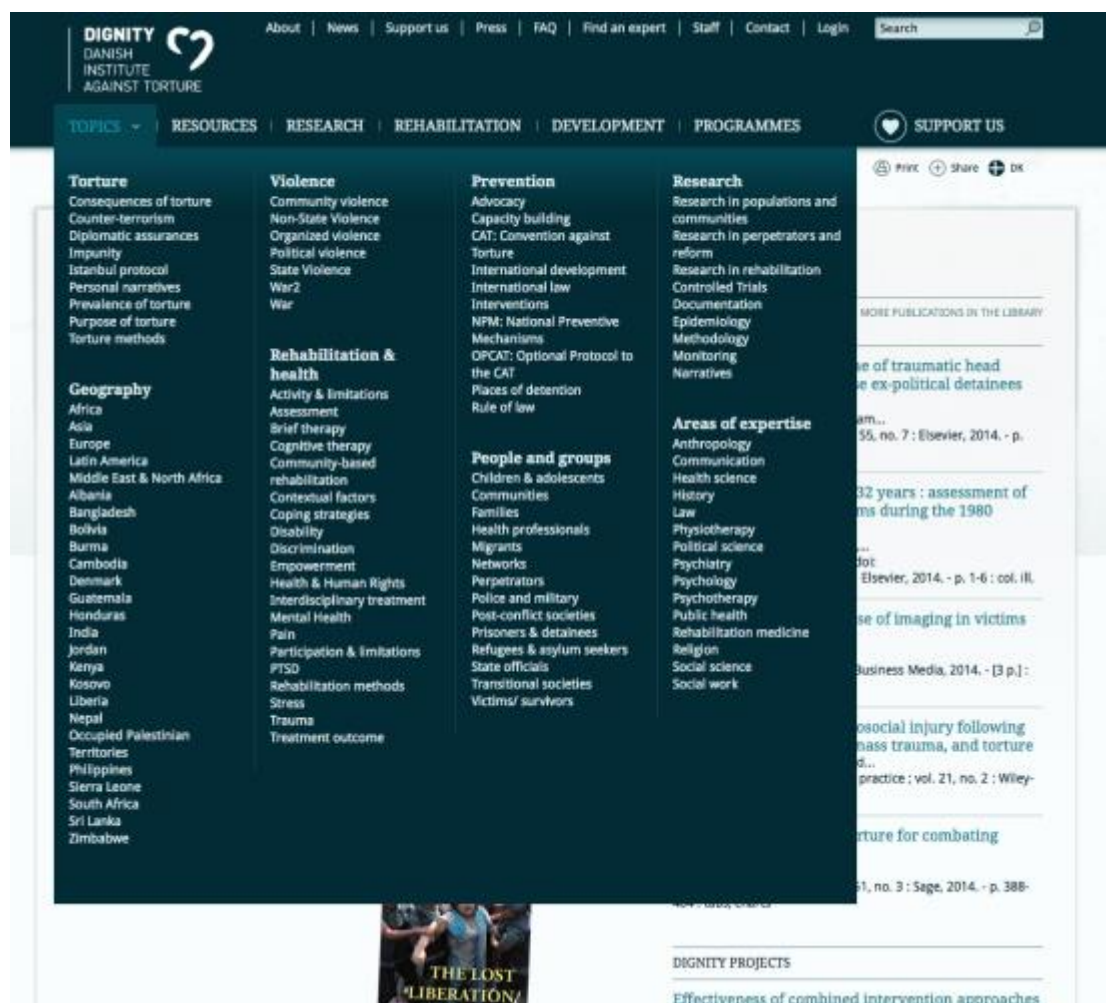 DIGNITY
DANISH
INSTITUTE
AGAINST TORTURE
About | News | Support us | Press | FAQ | Find an expert | Staff | Contact | Login
Search
TOPICS
RESOURCES
RESEARCH
REHABILITATION
DEVELOPMENT
PROGRAMMES
SUPPORT US
Print
Share
DK
Torture
Consequences of torture
Counter-terrorism
Diplomatic assurances
Impunity
Istanbul protocol
Personal narratives
Prevalence of torture
Purpose of torture
Torture methods
Geography
Africa
Asia
Europe
Latin America
Middle East & North Africa
Albania
Bangladesh
Bolivia
Burma
Cambodia
Denmark
Guatemala
Honduras
India
Jordan
Kenya
Kosovo
Liberia
Nepal
Occupied Palestinian
Territories
Philippines
Sierra Leone
South Africa
Sri Lanka
Zimbabwe
Violence
Community violence
Non-State Violence
Organized violence
Political violence
State Violence
War2
War
Rehabilitation &
health
Activity & limitations
Assessment
Brief therapy
Cognitive therapy
Community-based
rehabilitation
Contextual factors
Coping strategies
Disability
Discrimination
Empowerment
Health & Human Rights
Interdisciplinary treatment
Mental Health
Pain
Participation & limitations
PTSD
Rehabilitation methods
Stress
Trauma
Treatment outcome
Prevention
Advocacy
Capacity building
CAT: Convention against
Torture
International development
International law
Interventions
NPM: National Preventive
Mechanisms
OPCAT: Optional Protocol to
the CAT
Places of detention
Rule of law
People and groups
Children & adolescents
Communities
Families
Health professionals
Migrants
Networks
Perpetrators
Police and military
Post-conflict societies
Prisoners & detainees
Refugees & asylum seekers
State officials
Transitional societies
Victims/ survivors
Research
Research in populations and
communities
Research in perpetrators and
reform
Research in rehabilitation
Controlled Trials
Documentation
Epidemiology
Methodology
Monitoring
Narratives
Areas of expertise
Anthropology
Communication
Health science
History
Law
Physiotherapy
Political science
Psychiatry
Psychology
Psychotherapy
Public health
Rehabilitation medicine
Religion
Social science
Social work
MORE PUBLICATIONS IN THE LIBRARY
of traumatic head
ex-political detainees
55, no. 7 : Elsevier, 2014. - p.
32 years : assessment of
during the 1980
Elsevier, 2014. - p. 1-6 : col. ill.
of imaging in victims
Business Media, 2014. - [3 p.] :
injury following
trauma, and torture
practice ; vol. 21, no. 2 : Wiley-
for combating
no. 3 : Sage, 2014. - p. 388-
DIGNITY PROJECTS
Effectiveness of combined intervention approaches
THE LOST
LIBERATION/